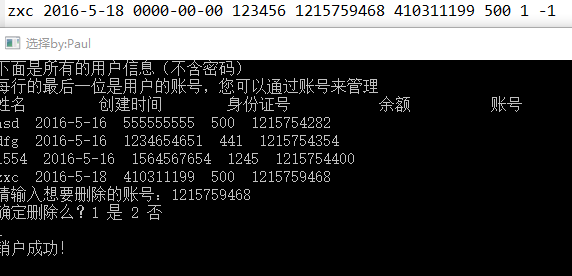 zxc 2016-5-18 0000-00-00 123456 1215759468 410311199 500 1 -1
选择by:Paul
下面是所有的用户信息（不含密码）
每行的最后一位是用户的账号，您可以通过账号来管理
姓名 创建时间 身份证号 余额 账号
asd 2016-5-16 555555555 500 1215754282
dfg 2016-5-16 1234654651 441 1215754354
1554 2016-5-16 1564567654 1245 1215754400
zxc 2016-5-18 410311199 500 1215759468
请输入想要删除的账号：1215759468
确定删除么？1 是 2 否
销户成功!